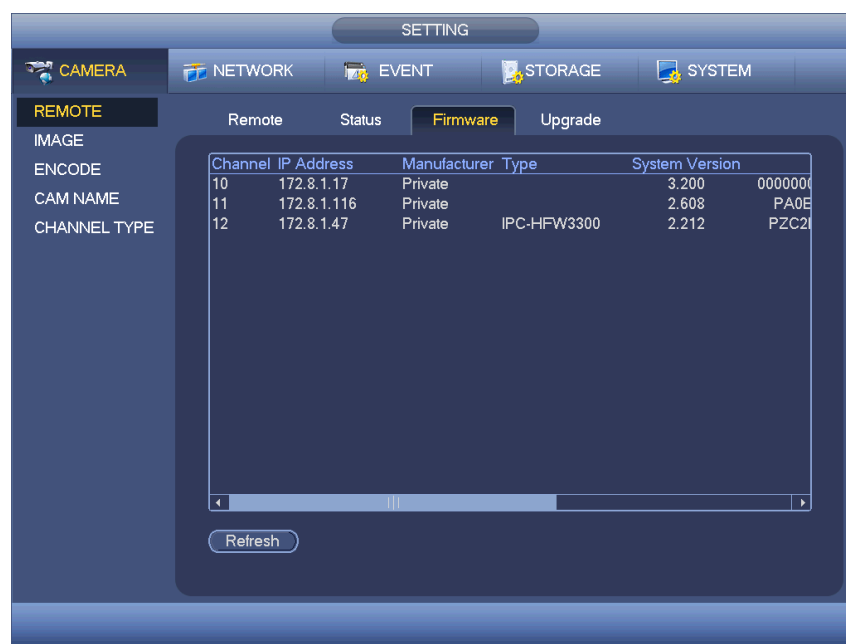 SETTING
CAMERA NETWORK EVENT STORAGE SYSTEM
REMOTE
IMAGE
ENCODE
CAM NAME
CHANNEL TYPE
Remote Status Firmware Upgrade
Channel IP Address Manufacturer Type System Version
10 172.8.1.17 Private 3.200
11 172.8.1.116 Private 2.608
12 172.8.1.47 Private IPC-HFW3300 2.212
Refresh